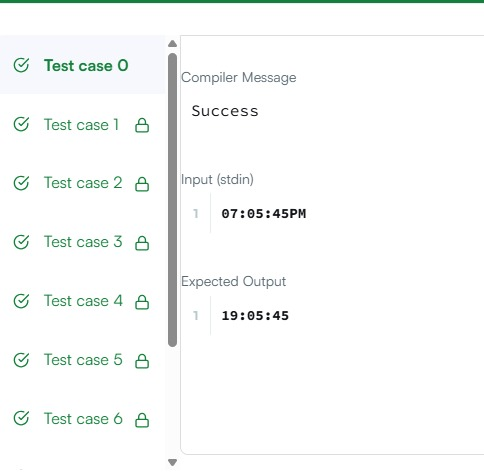 Test case 0
Test case 1
Test case 2
Test case 3
Test case 4
Test case 5
Test case 6
Compiler Message
Success
Input (stdin)
1 07:05:45PM
Expected Output
1 19:05:45